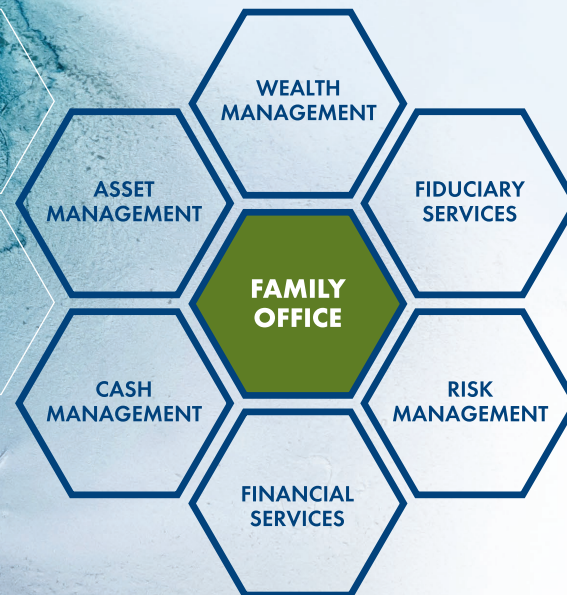 WEALTH
MANAGEMENT
ASSET
MANAGEMENT
FIDUCIARY
SERVICES
FAMILY
OFFICE
CASH
MANAGEMENT
RISK
MANAGEMENT
FINANCIAL
SERVICES